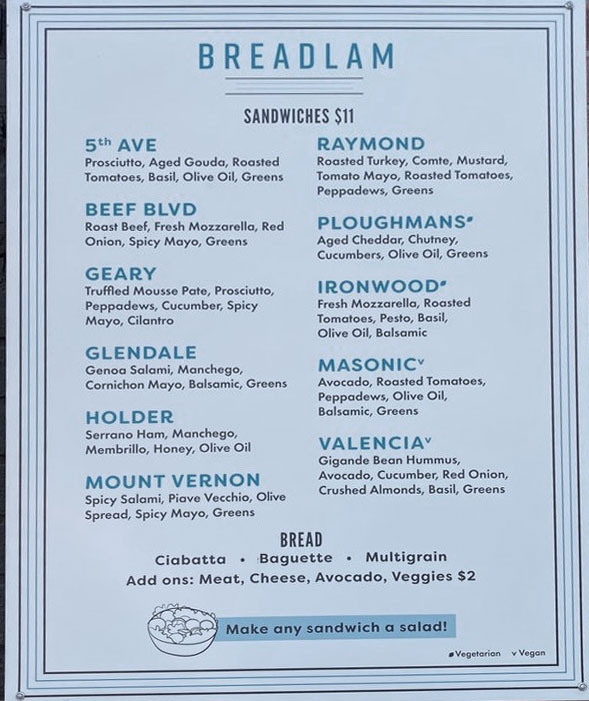 BREADLAM
SANDWICHES $11
5th AVE
Prosciutto, Aged Gouda, Roasted
Tomatoes, Basil, Olive Oil, Greens
BEEF BLVD
Roast Beef, Fresh Mozzarella, Red
Onion, Spicy Mayo, Greens
GEARY
Truffled Mousse Pate, Prosciutto,
Peppadews, Cucumber, Spicy
Mayo, Cilantro
GLENDALE
Genoa Salami, Manchego,
Cornichon Mayo, Balsamic, Greens
HOLDER
Serrano Ham, Manchego,
Membrillo, Honey, Olive Oil
MOUNT VERNON
Spicy Salami, Piave Vecchio, Olive
Spread, Spicy Mayo, Greens
RAYMOND
Roasted Turkey, Comte, Mustard,
Tomato Mayo, Roasted Tomatoes,
Peppadews, Greens
PLOUGHMANS
Aged Cheddar, Chutney,
Cucumbers, Olive Oil, Greens
IRONWOOD
Fresh Mozzarella, Roasted
Tomatoes, Pesto, Basil,
Olive Oil, Balsamic
MASONICv
Avocado, Roasted Tomatoes,
Peppadews, Olive Oil,
Balsamic, Greens
VALENCIAv
Gigande Bean Hummus,
Avocado, Cucumber, Red Onion,
Crushed Almonds, Basil, Greens
BREAD
Ciabatta • Baguette • Multigrain
Add ons: Meat, Cheese, Avocado, Veggies $2
Make any sandwich a salad!
Vegetarian v Vegan